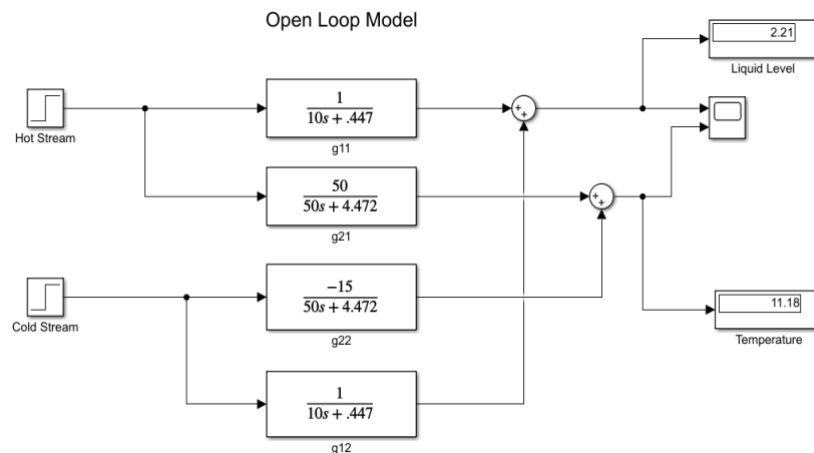 Open Loop Model
2.21
Liquid Level
1
10s + .447
g11
+
+
Hot Stream
50
50s + 4.472
g21
+
+
-15
50s + 4.472
g22
Cold Stream
11.18
Temperature
1
10s + .447
g12